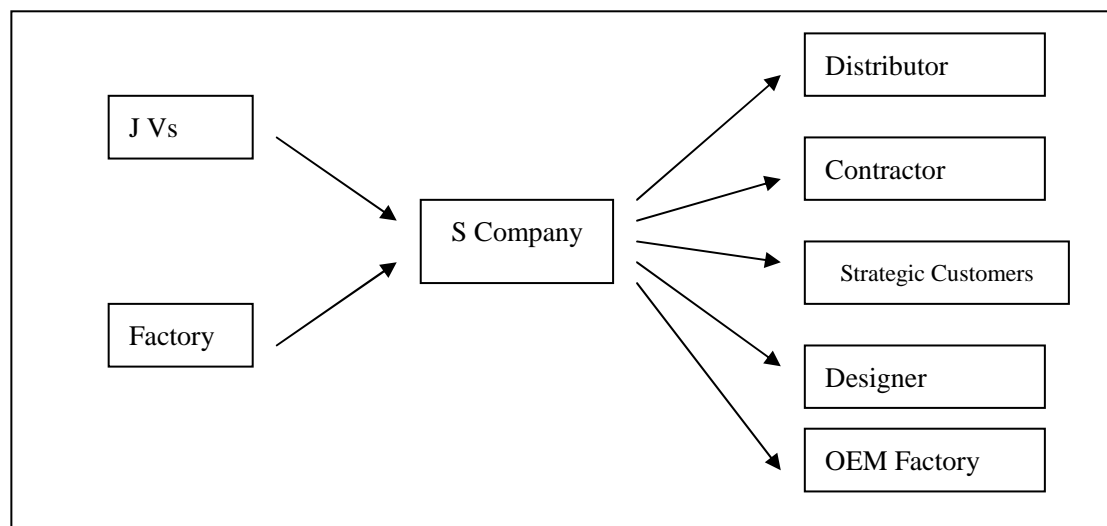 J Vs
Factory
S Company
Distributor
Contractor
Strategic Customers
Designer
OEM Factory